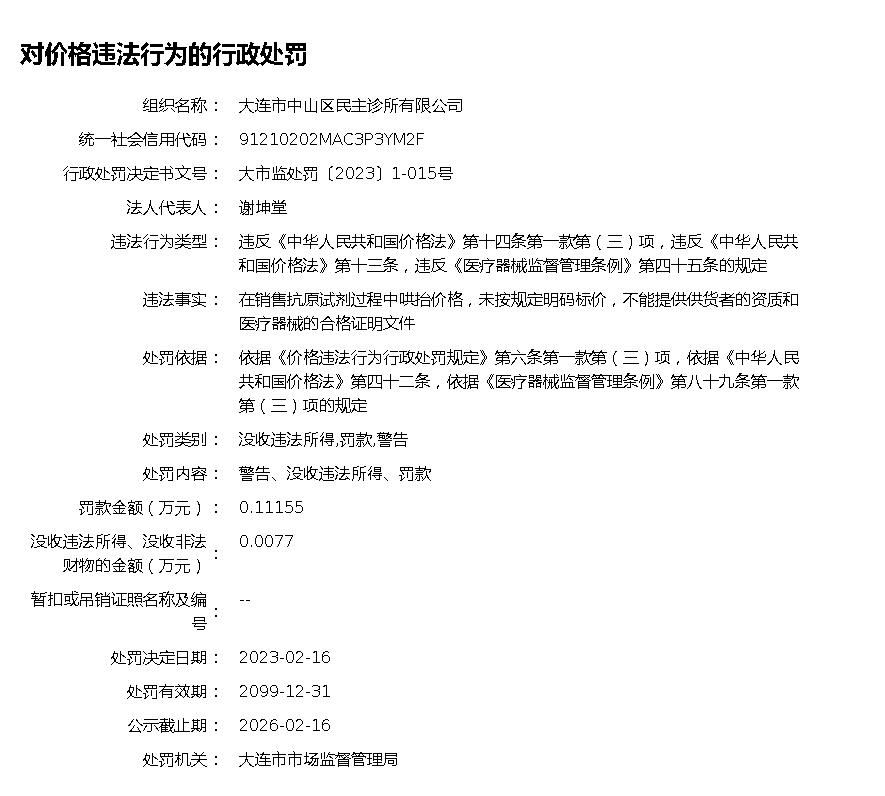 对价格违法行为的行政处罚
组织名称： 大连市中山区民主诊所有限公司
统一社会信用代码： 91210202MAC3P3YM2F
行政处罚决定书文号： 大市监处罚〔2023〕1-015号
法人代表人： 谢坤堂
违法行为类型： 违反《中华人民共和国价格法》第十四条第一款第（三）项，违反《中华人民共
和国价格法》第十三条，违反《医疗器械监督管理条例》第四十五条的规定
违法事实： 在销售抗原试剂过程中哄抬价格，未按规定明码标价，不能提供供货者的资质和
医疗器械的合格证明文件
处罚依据： 依据《价格违法行为行政处罚规定》第六条第一款第（三）项，依据《中华人民
共和国价格法》第四十二条，依据《医疗器械监督管理条例》第八十九条第一款
第（三）项的规定
处罚类别： 没收违法所得,罚款,警告
处罚内容： 警告、没收违法所得、罚款
罚款金额（万元）： 0.11155
没收违法所得、没收非法
财物的金额（万元）： 0.0077
暂扣或吊销证照名称及编
号： --
处罚决定日期： 2023-02-16
处罚有效期： 2099-12-31
公示截止期： 2026-02-16
处罚机关： 大连市市场监督管理局